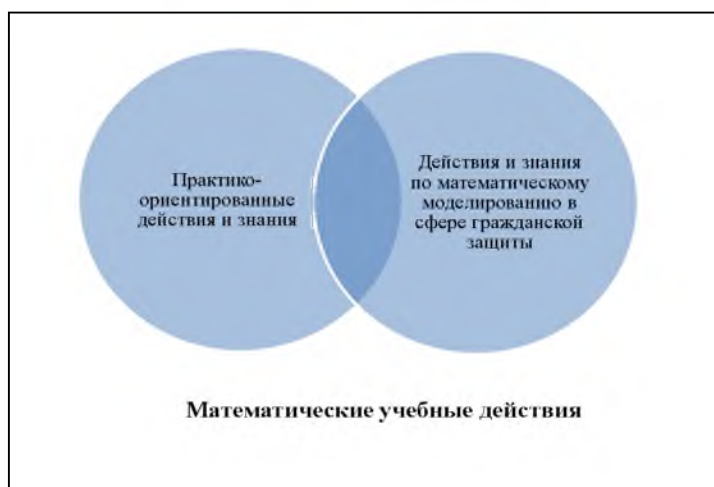 Практико-
ориентированные
действия и знания
Действия и знания
по математическому
моделированию в
сфере гражданской
защиты
Математические учебные действия